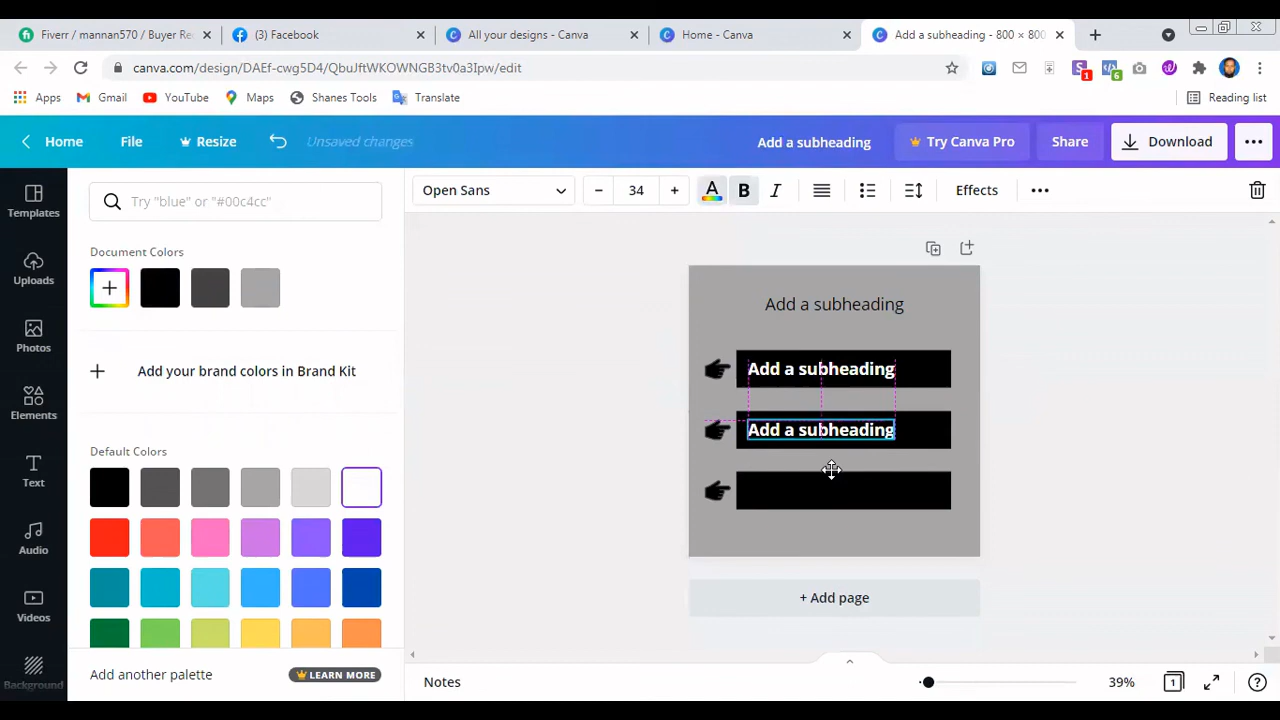 Fiverr / mannan570 / Buyer Re
(3) Facebook
All your designs - Canva
Home - Canva
Add a subheading - 800 × 800
canva.com/design/DAEf-cwg5D4/QbuJftWKOWNGB3tv0a3Ipw/edit
1
6
Apps
Gmail
YouTube
Maps
Shanes Tools
Translate
Reading list
Home
File
Resize
Unsaved changes
Add a subheading
Try Canva Pro
Share
Download
Templates
Uploads
Photos
Elements
Text
Audio
Videos
Background
Try "blue" or "#00c4cc"
Open Sans
34
A
B
I
Effects
Document Colors
Add your brand colors in Brand Kit
Default Colors
Add another palette
LEARN MORE
Add a subheading
Add a subheading
Add a subheading
+ Add page
Notes
39%
1